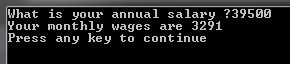 What is your annual salary ?39500
Your monthly wages are 3291
Press any key to continue